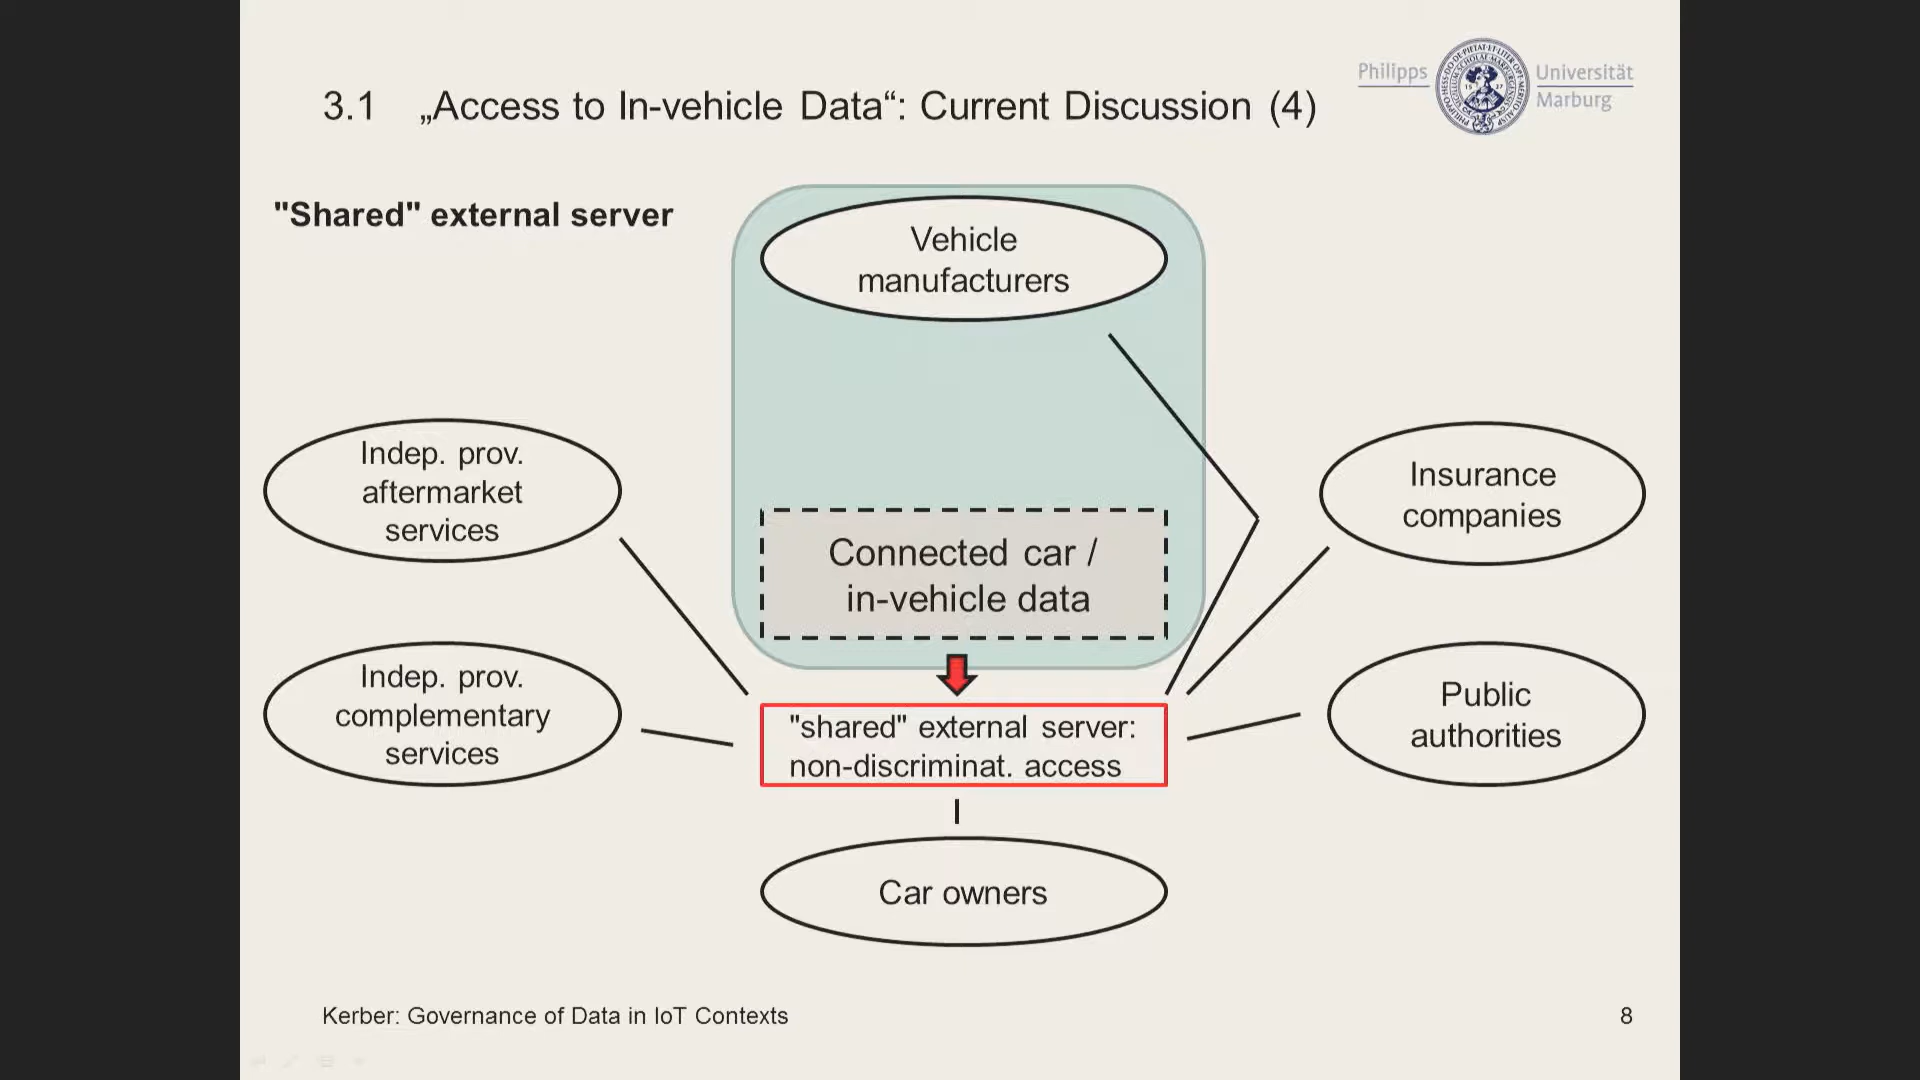 3.1 „Access to In-vehicle Data“: Current Discussion (4)
Philipps
Universität
Marburg
"Shared" external server
Vehicle
manufacturers
Indep. prov.
aftermarket
services
Insurance
companies
Connected car /
in-vehicle data
Indep. prov.
complementary
services
"shared" external server:
non-discriminat. access
Public
authorities
Car owners
Kerber: Governance of Data in IoT Contexts
8